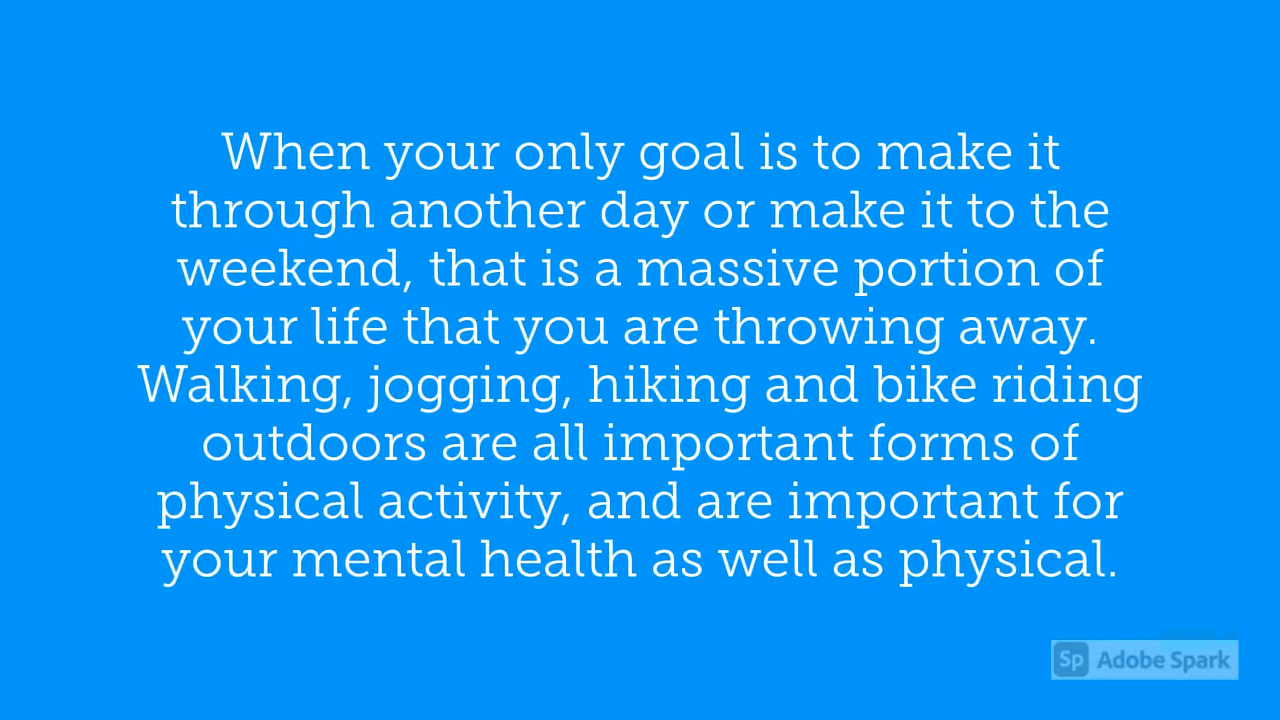 When your only goal is to make it
through another day or make it to the
weekend, that is a massive portion of
your life that you are throwing away.
Walking, jogging, hiking and bike riding
outdoors are all important forms of
physical activity, and are important for
your mental health as well as physical.
Sp Adobe Spark